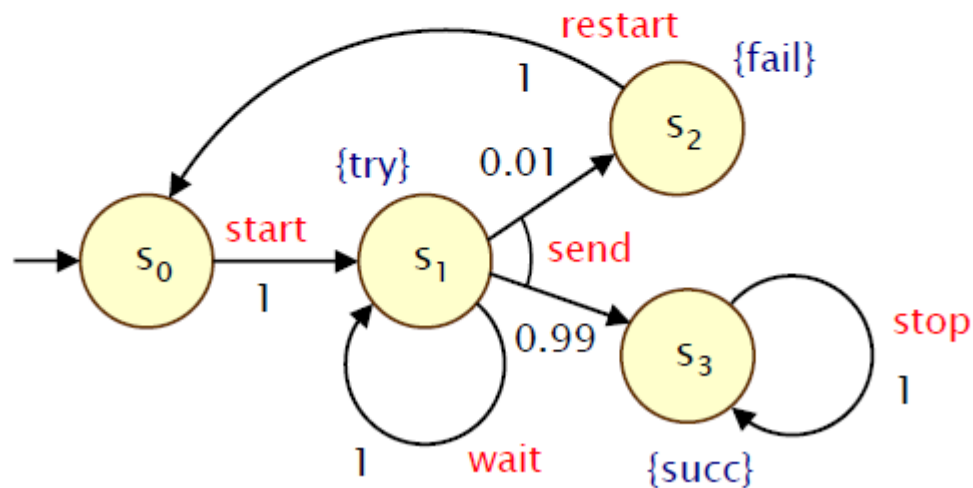 restart
1
{fail}
s2
0.01
{try}
start
send
s0
s1
1
0.99
stop
s3
1
1
wait
{succ}